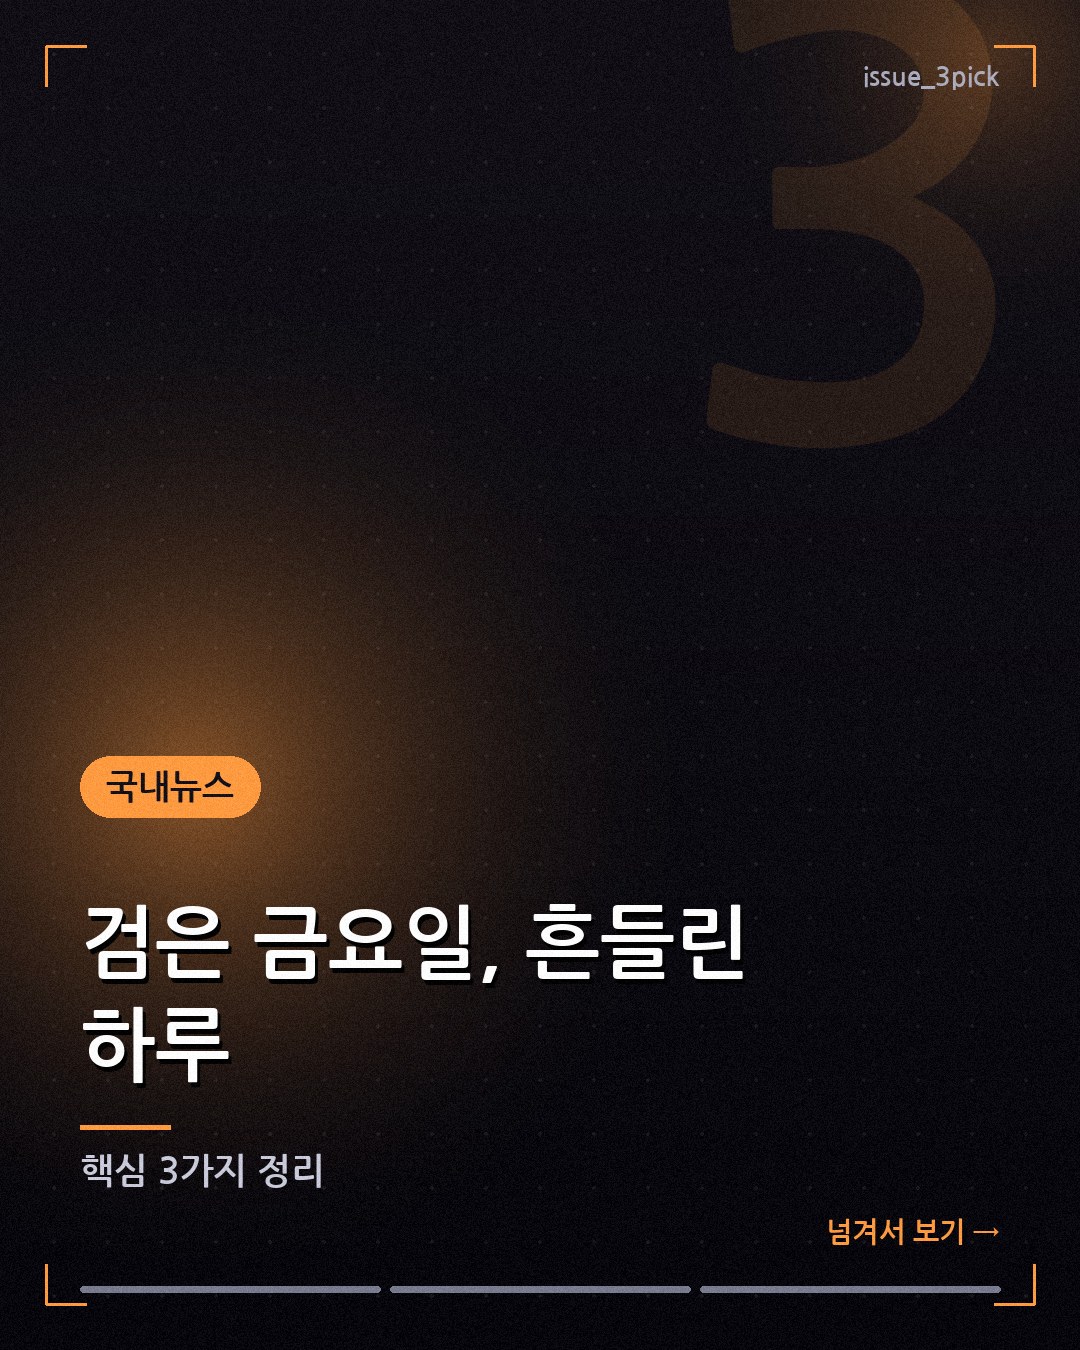 issue_3pick
3
국내뉴스
검은 금요일, 흔들린
하루
핵심 3가지 정리
넘겨서 보기 →